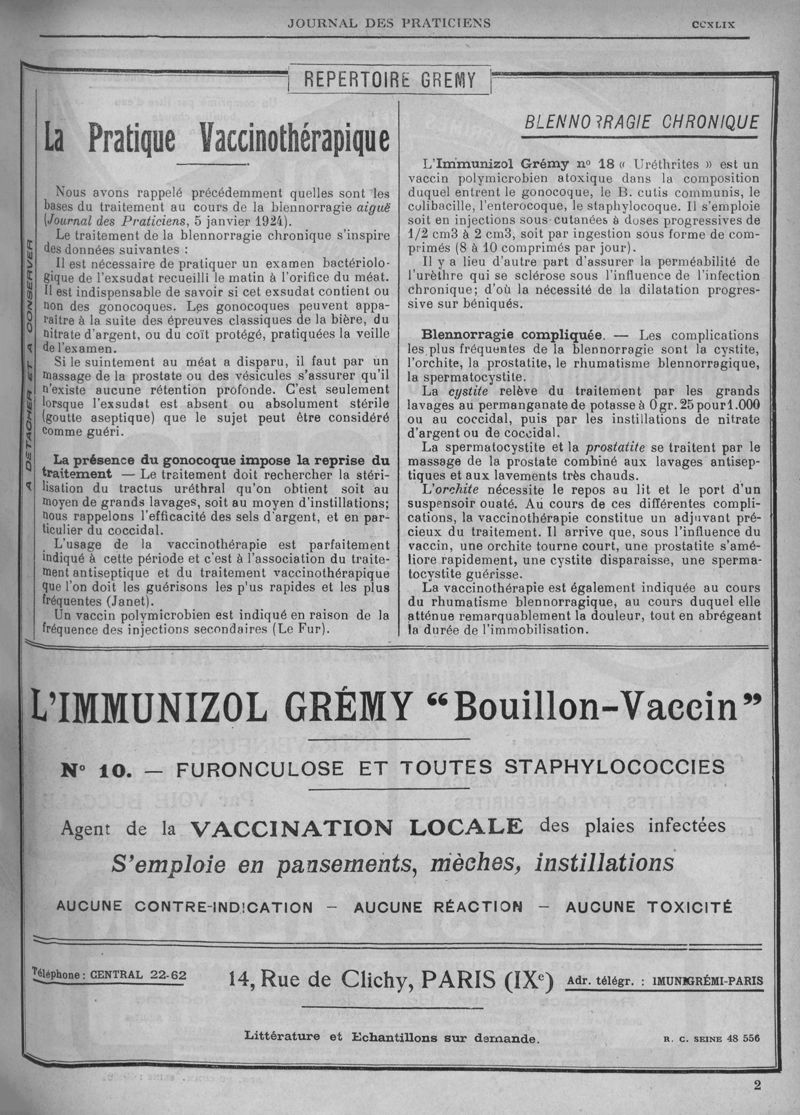 JOURNAL DES PRATICIENS
CCXLIX
REPERTOIRE GREMY
La Pratique Vaccinothérapique
Nous avons rappelé précédemment quelles sont les
bases du traitement au cours de la blennorragie aiguë
(Journal des Praticiens, 5 janvier 1924).
Le traitement de la blennorragie chronique s'inspire
des données suivantes :
Il est nécessaire de pratiquer un examen bactériolo-
gique de l'exsudat recueilli le matin à l'orifice du méat.
Il est indispensable de savoir si cet exsudat contient ou
non des gonocoques. Les gonocoques peuvent appa-
raître à la suite des épreuves classiques de la bière, du
nitrate d'argent, ou du coït protégé, pratiquées la veille
de l'examen.
Si le suintement au méat a disparu, il faut par un
massage de la prostate ou des vésicules s'assurer qu'il
n'existe aucune rétention profonde. C'est seulement
lorsque l'exsudat est absent ou absolument stérile
(goutte aseptique) que le sujet peut être considéré
comme guéri.
La présence du gonocoque impose la reprise du
traitement — Le traitement doit rechercher la stéri-
lisation du tractus uréthral qu'on obtient soit au
moyen de grands lavages, soit au moyen d'instillations;
nous rappelons l'efficacité des sels d'argent, et en par-
ticulier du coccidal.
L'usage de la vaccinothérapie est parfaitement
indiqué à cette période et c'est à l'association du traite-
ment antiseptique et du traitement vaccinothérapique
que l'on doit les guérisons les p'us rapides et les plus
fréquentes (Janet).
Un vaccin polymicrobien est indiqué en raison de la
fréquence des injections secondaires (Le Fur).
A DETACHER ET A CONSERVER
BLENNORRAGIE CHRONIQUE
L'Immunizol Grémy nº 18 « Uréthrites » est un
vaccin polymicrobien atoxique dans la composition
duquel entrent le gonocoque, le B. cutis communis, le
colibacille, l'enterocoque, le staphylocoque. Il s'emploie
soit en injections sous-cutanées à doses progressives de
1/2 cm3 à 2 cm3, soit par ingestion sous forme de com-
primés (8 à 10 comprimés par jour).
Il y a lieu d'autre part d'assurer la perméabilité de
l'urèthre qui se sclérose sous l'influence de l'infection
chronique; d'où la nécessité de la dilatation progres-
sive sur béniqués.
Blennorragie compliquée. — Les complications
les plus fréquentes de la blennorragie sont la cystite,
l'orchite, la prostatite, le rhumatisme blennorragique,
la spermatocystite.
La cystite relève du traitement par les grands
lavages au permanganate de potasse à 0 gr. 25 pour 1.000
ou au coccidal, puis par les instillations de nitrate
d'argent ou de coccidal.
La spermatocystite et la prostatite se traitent par le
massage de la prostate combiné aux lavages antisep-
tiques et aux lavements très chauds.
L'orchite nécessite le repos au lit et le port d'un
suspensoir ouaté. Au cours de ces différentes compli-
cations, la vaccinothérapie constitue un adjuvant pré-
cieux du traitement. Il arrive que, sous l'influence du
vaccin, une orchite tourne court, une prostatite s'amé-
liore rapidement, une cystite disparaisse, une sperma-
tocystite guérisse.
La vaccinothérapie est également indiquée au cours
du rhumatisme blennorragique, au cours duquel elle
atténue remarquablement la douleur, tout en abrégeant
la durée de l'immobilisation.
L'IMMUNIZOL GRÉMY “Bouillon-Vaccin”
Nº 10. — FURONCULOSE ET TOUTES STAPHYLOCOCCIES
Agent de la VACCINATION LOCALE des plaies infectées
S'emploie en pansements, mèches, instillations
AUCUNE CONTRE-INDICATION — AUCUNE RÉACTION — AUCUNE TOXICITÉ
Téléphone: CENTRAL 22-62
14, Rue de Clichy, PARIS (IXe)
Adr. télégr. : IMUNIGRÉMI-PARIS
Littérature et Echantillons sur demande.
R. C. SEINE 48 556
2